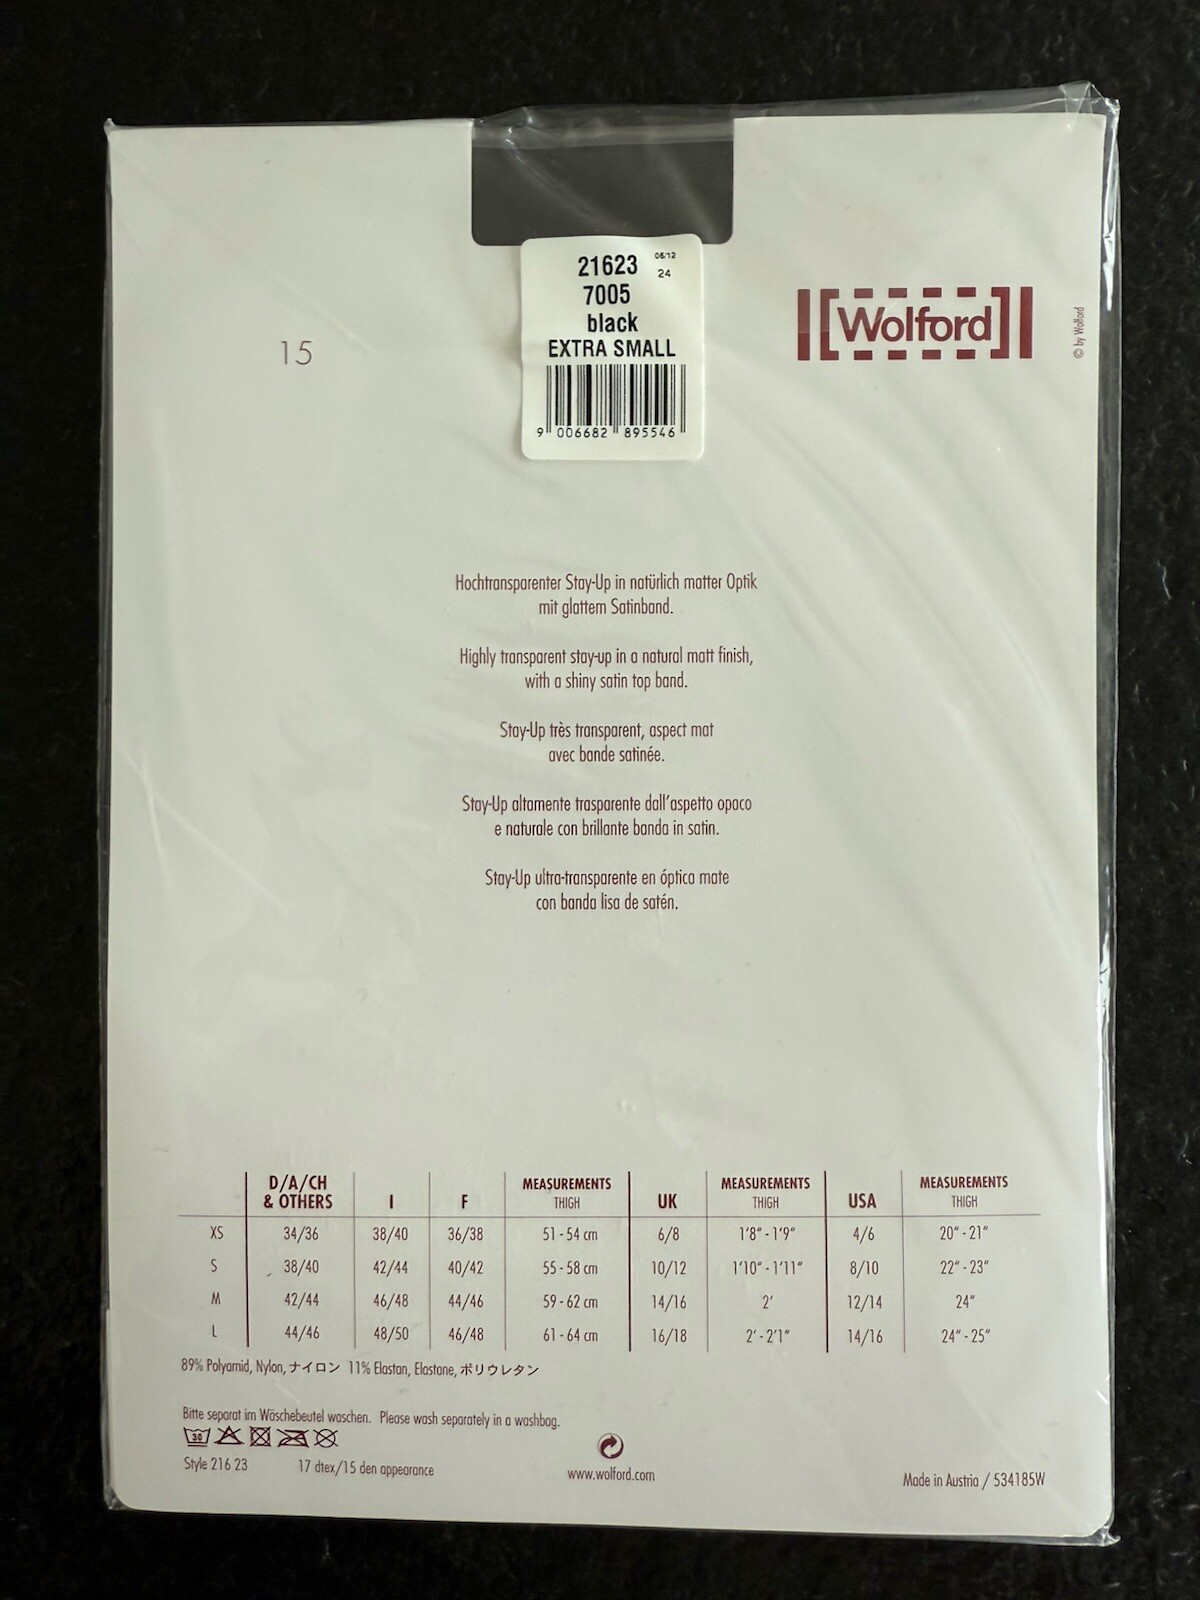 21623 06/12
7005 24
black
EXTRA SMALL
9 006682 895546
15
Wolford
© by Wolford
Hochtransparenter Stay-Up in natürlich matter Optik
mit glattem Satinband.
Highly transparent stay-up in a natural matt finish,
with a shiny satin top band.
Stay-Up très transparent, aspect mat
avec bande satinée.
Stay-Up altamente trasparente dall'aspetto opaco
e naturale con brillante banda in satin.
Stay-Up ultra-transparente en óptica mate
con banda lisa de satén.
D/A/CH & OTHERS I F MEASUREMENTS THIGH UK MEASUREMENTS THIGH USA MEASUREMENTS THIGH
XS 34/36 38/40 36/38 51 - 54 cm 6/8 1'8" - 1'9" 4/6 20" - 21"
S 38/40 42/44 40/42 55 - 58 cm 10/12 1'10" - 1'11" 8/10 22" - 23"
M 42/44 46/48 44/46 59 - 62 cm 14/16 2' 12/14 24"
L 44/46 48/50 46/48 61 - 64 cm 16/18 2' - 2'1" 14/16 24" - 25"
89% Polyamid, Nylon, ナイロン 11% Elastan, Elastane, ポリウレタン
Bitte separat im Wäschebeutel waschen. Please wash separately in a washbag.
30
Style 216 23 17 dtex/15 den appearance
www.wolford.com
Made in Austria / 534185W